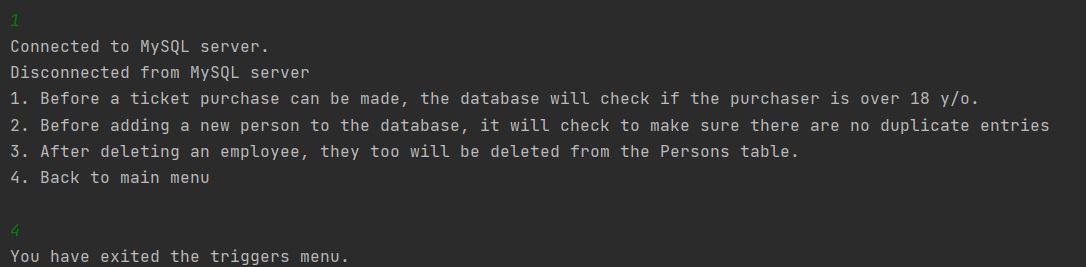 1
Connected to MySQL server.
Disconnected from MySQL server
1. Before a ticket purchase can be made, the database will check if the purchaser is over 18 y/o.
2. Before adding a new person to the database, it will check to make sure there are no duplicate entries
3. After deleting an employee, they too will be deleted from the Persons table.
4. Back to main menu
4
You have exited the triggers menu.